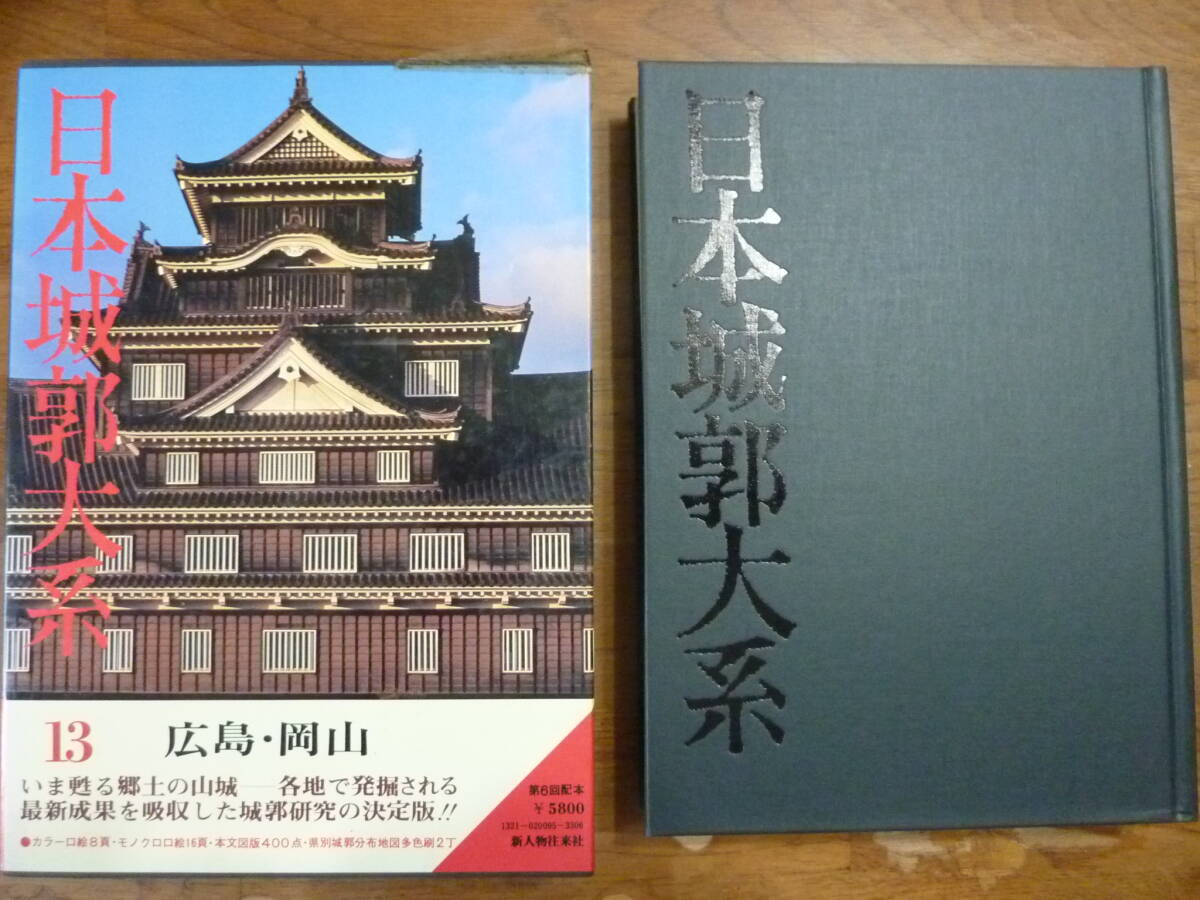 日本城郭大系
13 広島・岡山
いま甦る郷土の山城――各地で発掘される
最新成果を吸収した城郭研究の決定版!!
●カラー口絵8頁・モノクロ口絵16頁・本文図版400点・県別城郭分布地図多色刷2丁
第6回配本
¥5800
1321-020095-3306
新人物往来社
日本城郭大系